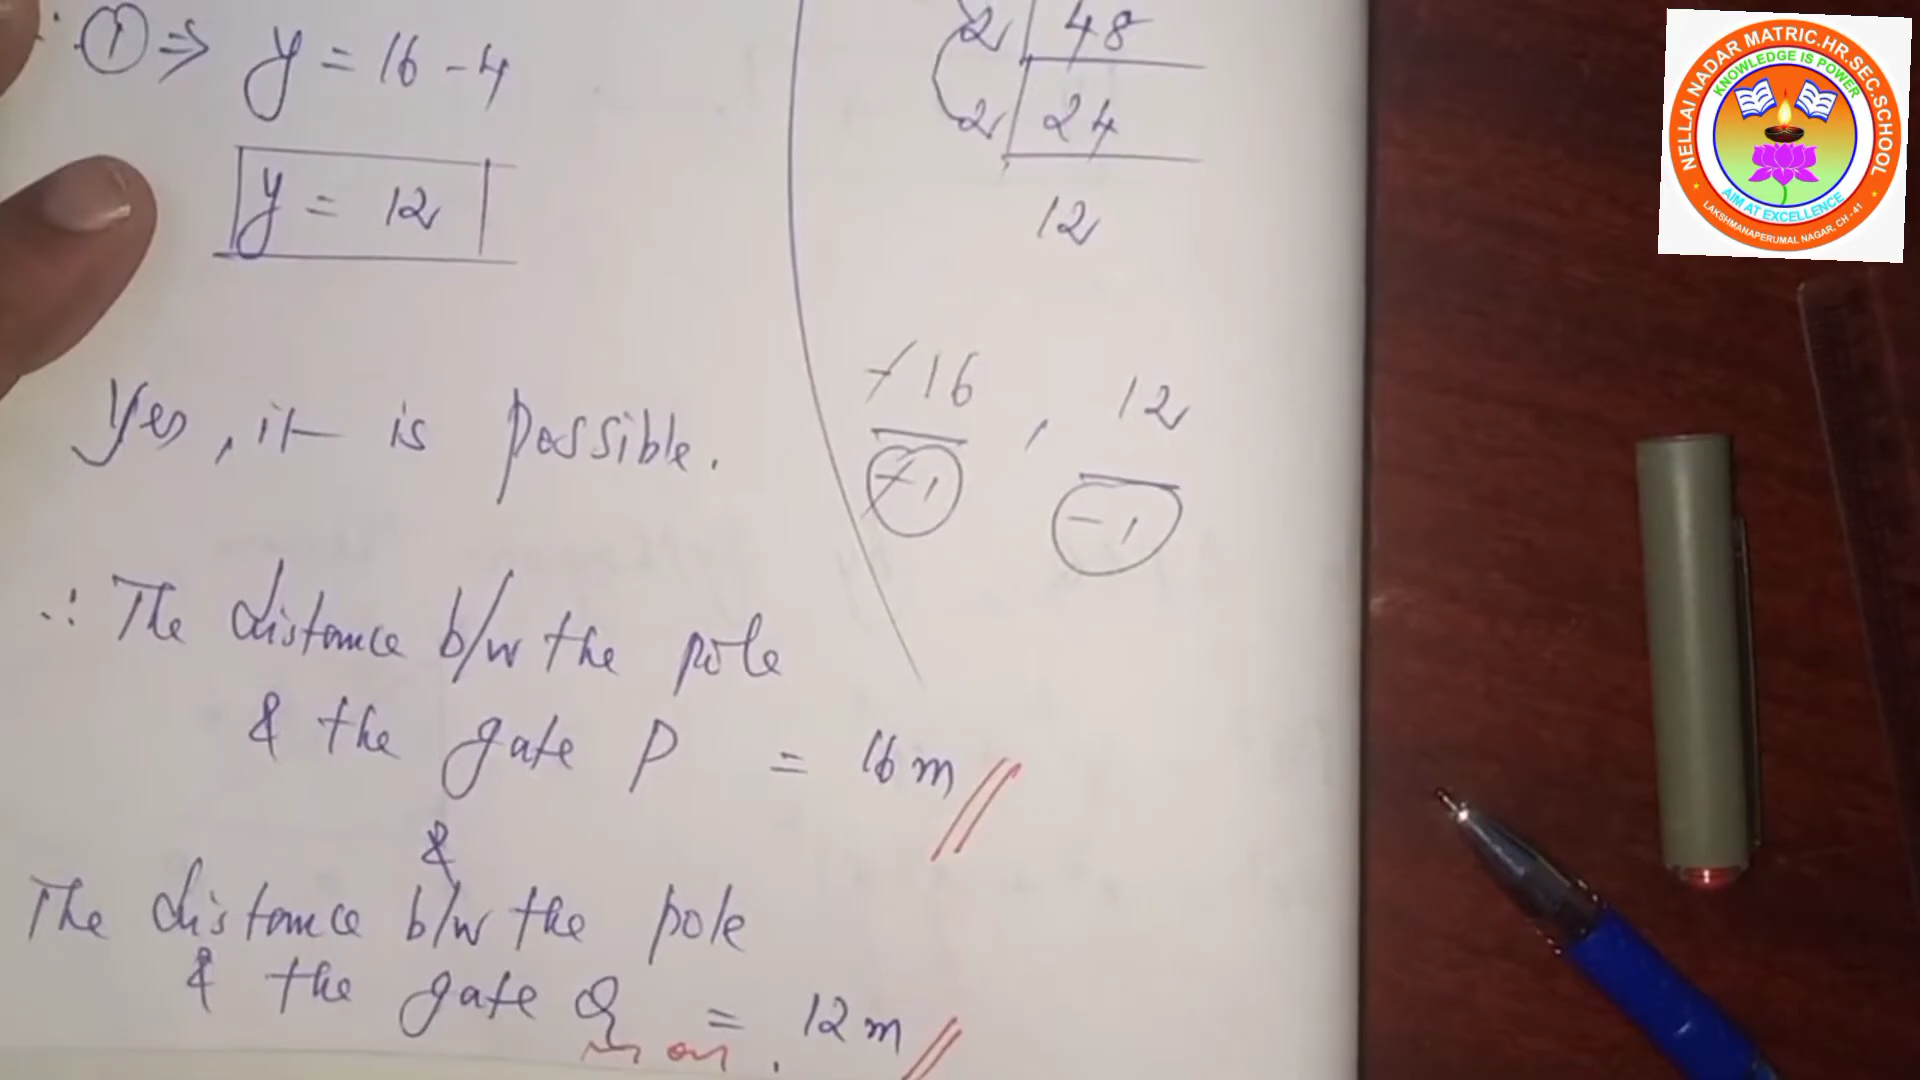 ① ⇒ y = 16 - 4
y = 12
Yes, it is possible.
∴ The distance b/w the pole
& the gate P = 16 m
&
The distance b/w the pole
& the gate Q = 12 m
2 | 48
2 | 24
12
16 , 12
-1
NELLAI NADAR MATRIC.HR.SEC.SCHOOL
KNOWLEDGE IS POWER
AIM AT EXCELLENCE
LAKSHMANAPERUMAL NAGAR, CH - 41